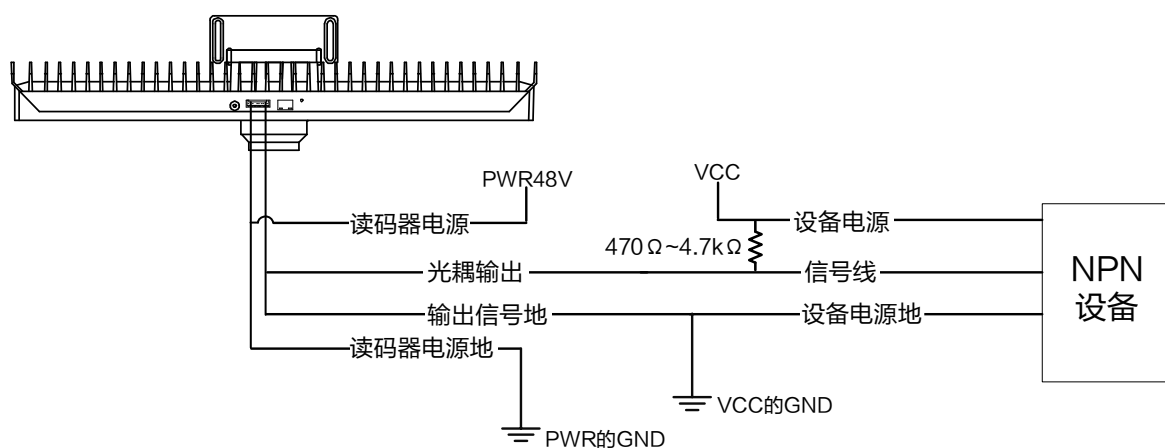 PWR48V
VCC
读码器电源
设备电源
470Ω~4.7kΩ
光耦输出
信号线
NPN
设备
输出信号地
设备电源地
读码器电源地
VCC的GND
PWR的GND